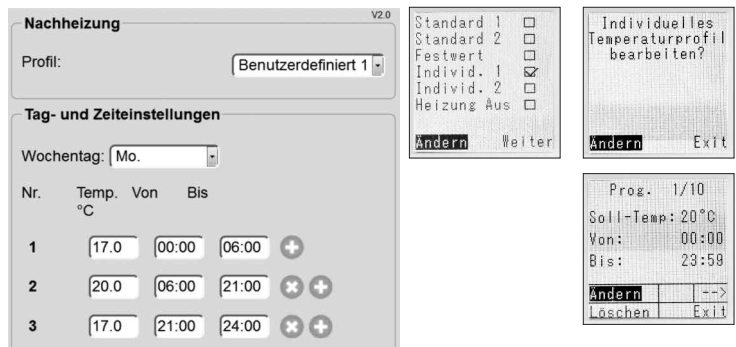 V2.0
Nachheizung
Profil: Benutzerdefiniert 1
Tag- und Zeiteinstellungen
Wochentag: Mo.
Nr. Temp. Von Bis
°C
1 17.0 00:00 06:00
2 20.0 06:00 21:00
3 17.0 21:00 24:00
Standard 1
Standard 2
Festwert
Individ. 1
Individ. 2
Heizung Aus
Ändern Weiter
Individuelles
Temperaturprofil
bearbeiten?
Ändern Exit
Prog. 1/10
Soll-Temp: 20°C
Von: 00:00
Bis: 23:59
Ändern -->
Löschen Exit